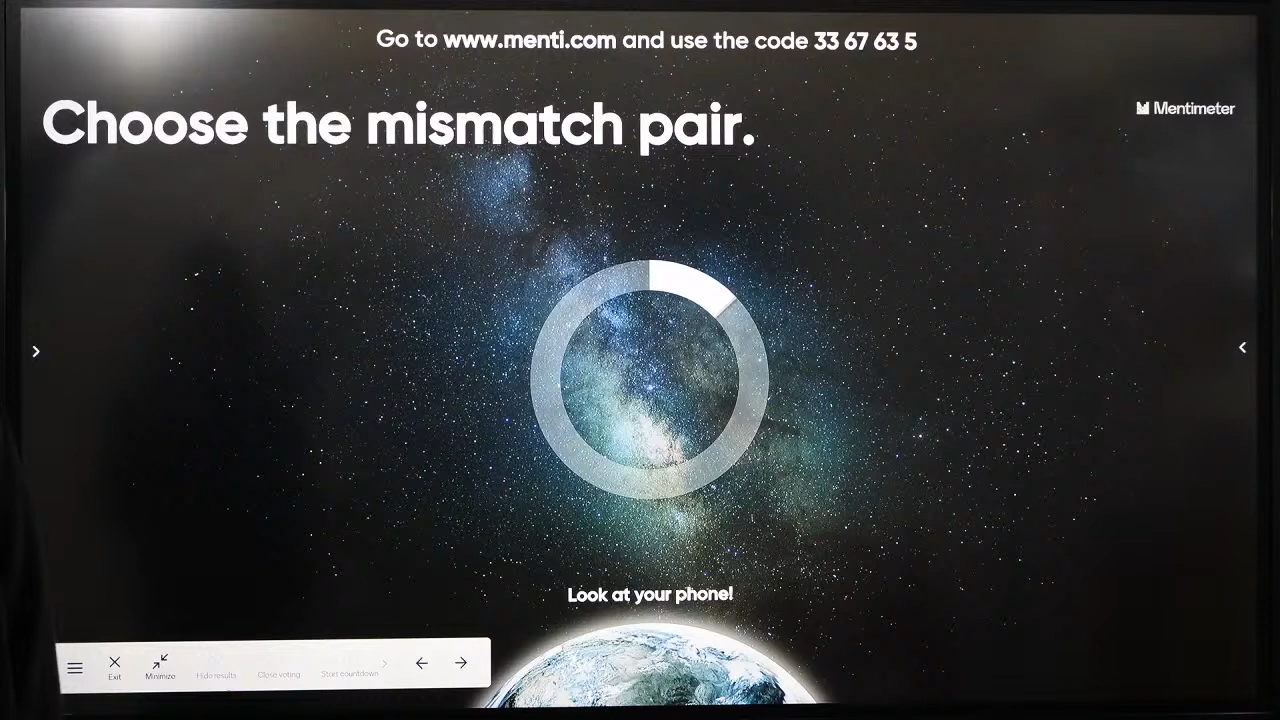 Go to www.menti.com and use the code 33 67 63 5
Choose the mismatch pair.
Mentimeter
Look at your phone!
Exit
Minimize
Hide results
Close voting
Start countdown